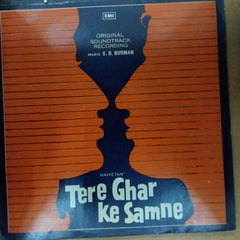 EMI
ORIGINAL
SOUNDTRACK
RECORDING
MUSIC S. D. BURMAN
NAVKETAN'
Tere Ghar
ke Samne